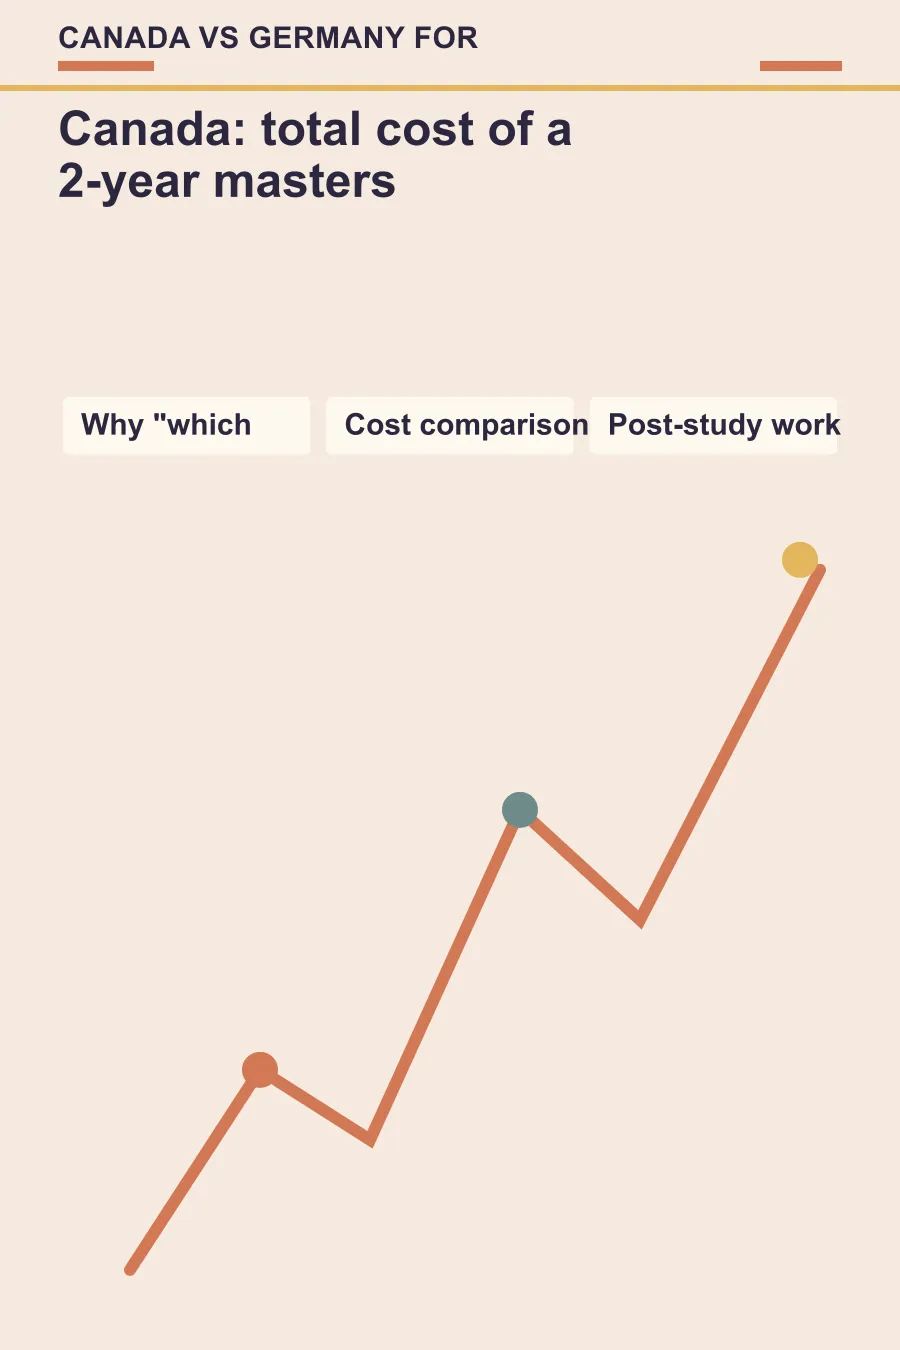 CANADA VS GERMANY FOR
Canada: total cost of a
2-year masters
Why "which
Cost comparison
Post-study work